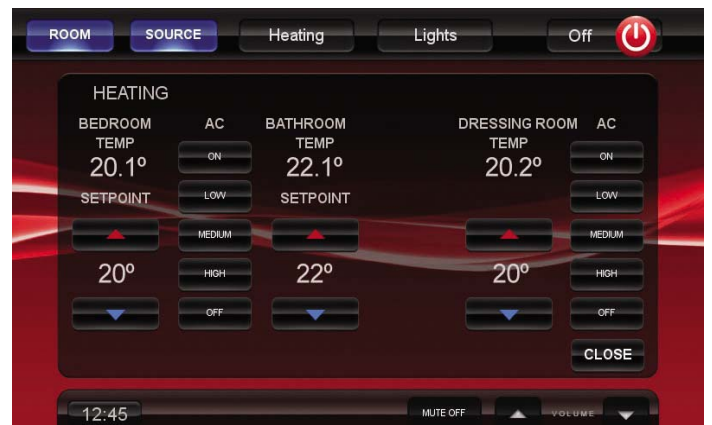 ROOM SOURCE Heating Lights Off
HEATING
BEDROOM AC BATHROOM DRESSING ROOM AC
TEMP TEMP TEMP
20.1º ON 22.1º 20.2º ON
SETPOINT LOW SETPOINT LOW
MEDIUM MEDIUM
20º HIGH 22º 20º HIGH
OFF OFF
CLOSE
12:45 MUTE OFF VOLUME